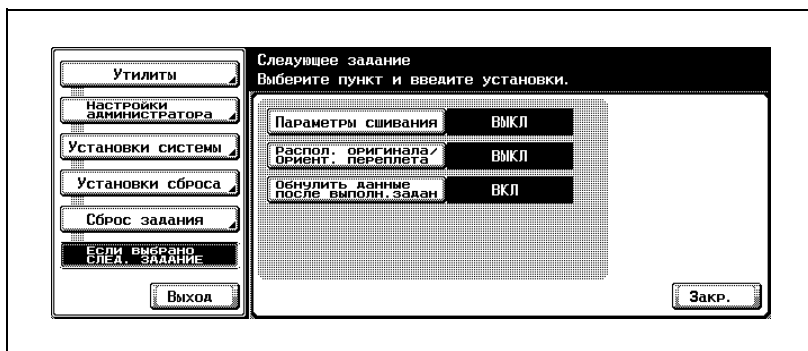 Утилиты
Настройки
администратора
Установки системы
Установки сброса
Сброс задания
Если выбрано
СЛЕД. ЗАДАНИЕ
Выход
Следующее задание
Выберите пункт и введите установки.
Параметры сшивания
ВЫКЛ
Распол. оригинала/
Ориент. переплета
ВЫКЛ
Обнулить данные
после выполн.задан
ВКЛ
Закр.